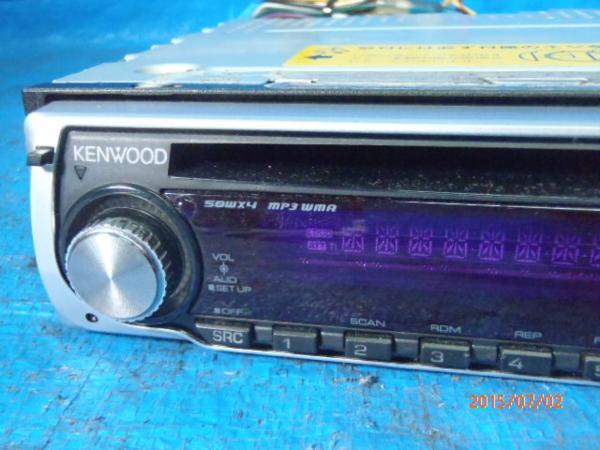 KENWOOD
50WX4 MP3 WMA
VOL
AUD
SET UP
OFF
SRC
1
SCAN
2
RDM
3
REP
4
2015/07/02